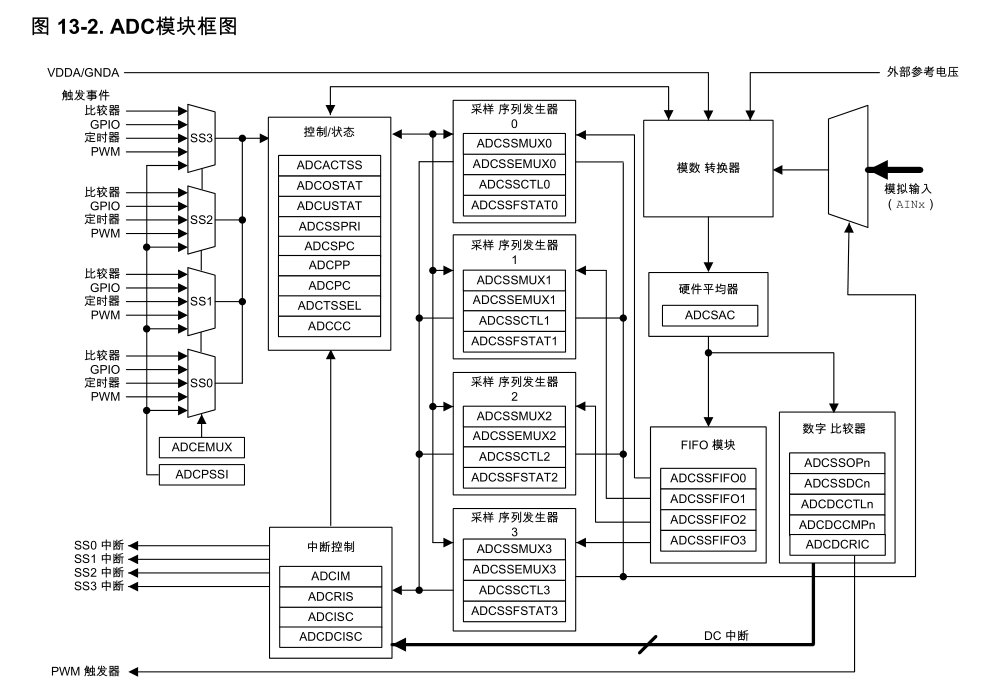 图 13-2. ADC模块框图
VDDA/GNDA
外部参考电压
触发事件
比较器
GPIO
定时器
PWM
SS3
比较器
GPIO
定时器
PWM
SS2
比较器
GPIO
定时器
PWM
SS1
比较器
GPIO
定时器
PWM
SS0
ADCEMUX
ADCPSSI
控制/状态
ADCACTSS
ADCOSTAT
ADCUSTAT
ADCSSPRI
ADCSPC
ADCPP
ADCPC
ADCTSSEL
ADCCC
采样 序列发生器
0
ADCSSMUX0
ADCSSEMUX0
ADCSSCTL0
ADCSSFSTAT0
采样 序列发生器
1
ADCSSMUX1
ADCSSEMUX1
ADCSSCTL1
ADCSSFSTAT1
采样 序列发生器
2
ADCSSMUX2
ADCSSEMUX2
ADCSSCTL2
ADCSSFSTAT2
采样 序列发生器
3
ADCSSMUX3
ADCSSEMUX3
ADCSSCTL3
ADCSSFSTAT3
模数 转换器
模拟输入
（AINx）
硬件平均器
ADCSAC
FIFO 模块
ADCSSFIFO0
ADCSSFIFO1
ADCSSFIFO2
ADCSSFIFO3
数字 比较器
ADCSSOPn
ADCSSDCn
ADCDCCTLn
ADCDCCMPn
ADCDCRIC
SS0 中断
SS1 中断
SS2 中断
SS3 中断
中断控制
ADCIM
ADCRIS
ADCISC
ADCDCISC
DC 中断
PWM 触发器